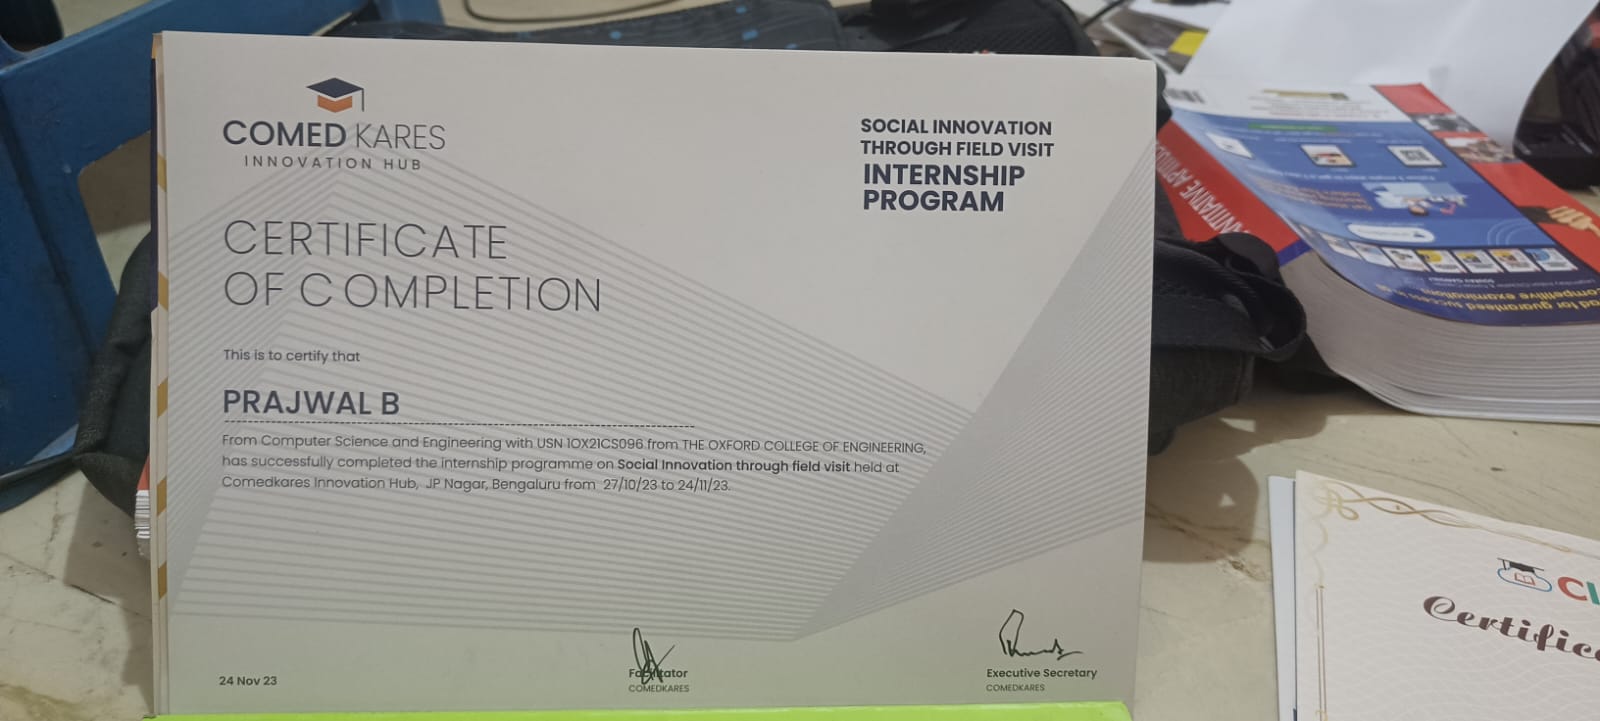 COMED KARES
INNOVATION HUB
SOCIAL INNOVATION
THROUGH FIELD VISIT
INTERNSHIP
PROGRAM
CERTIFICATE
OF COMPLETION
This is to certify that
PRAJWAL B
From Computer Science and Engineering with USN 1OX21CS096 from THE OXFORD COLLEGE OF ENGINEERING,
has successfully completed the internship programme on Social Innovation through field visit held at
Comedkares Innovation Hub, JP Nagar, Bengaluru from 27/10/23 to 24/11/23.
24 Nov 23
Facilitator
COMEDKARES
Executive Secretary
COMEDKARES
competitive examinations